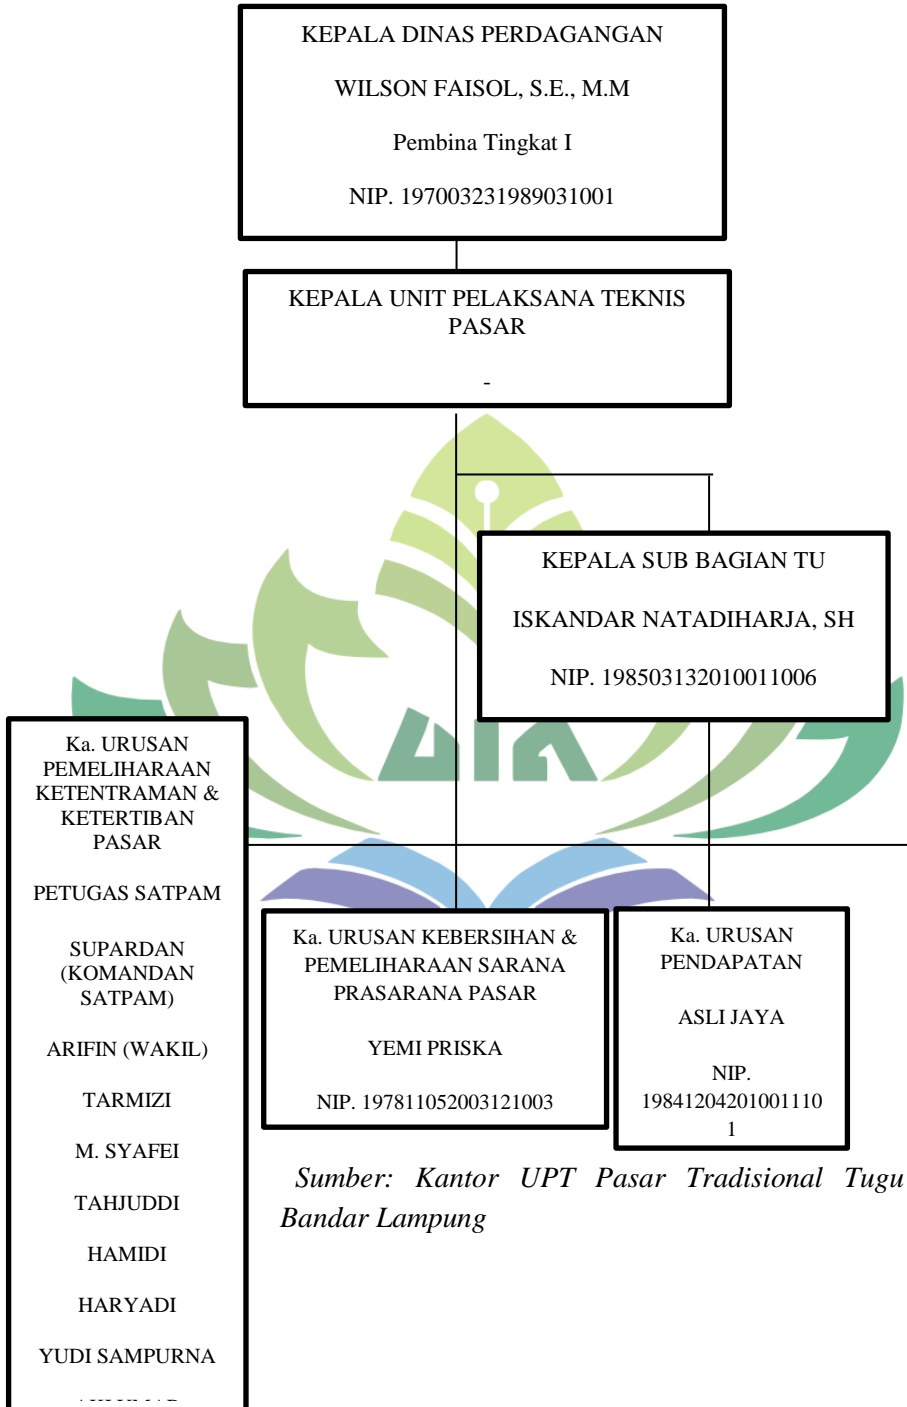 KEPALA DINAS PERDAGANGAN
WILSON FAISOL, S.E., M.M
Pembina Tingkat I
NIP. 197003231989031001
KEPALA UNIT PELAKSANA TEKNIS
PASAR
-
KEPALA SUB BAGIAN TU
ISKANDAR NATADIHARJA, SH
NIP. 198503132010011006
Ka. URUSAN
PEMELIHARAAN
KETENTRAMAN &
KETERTIBAN
PASAR
PETUGAS SATPAM
SUPARDAN
(KOMANDAN
SATPAM)
ARIFIN (WAKIL)
TARMIZI
M. SYAFEI
TAHJUDDI
HAMIDI
HARYADI
YUDI SAMPURNA
Ka. URUSAN KEBERSIHAN &
PEMELIHARAAN SARANA
PRASARANA PASAR
YEMI PRISKA
NIP. 197811052003121003
Ka. URUSAN
PENDAPATAN
ASLI JAYA
NIP.
19841204201001110
1
Sumber: Kantor UPT Pasar Tradisional Tugu
Bandar Lampung